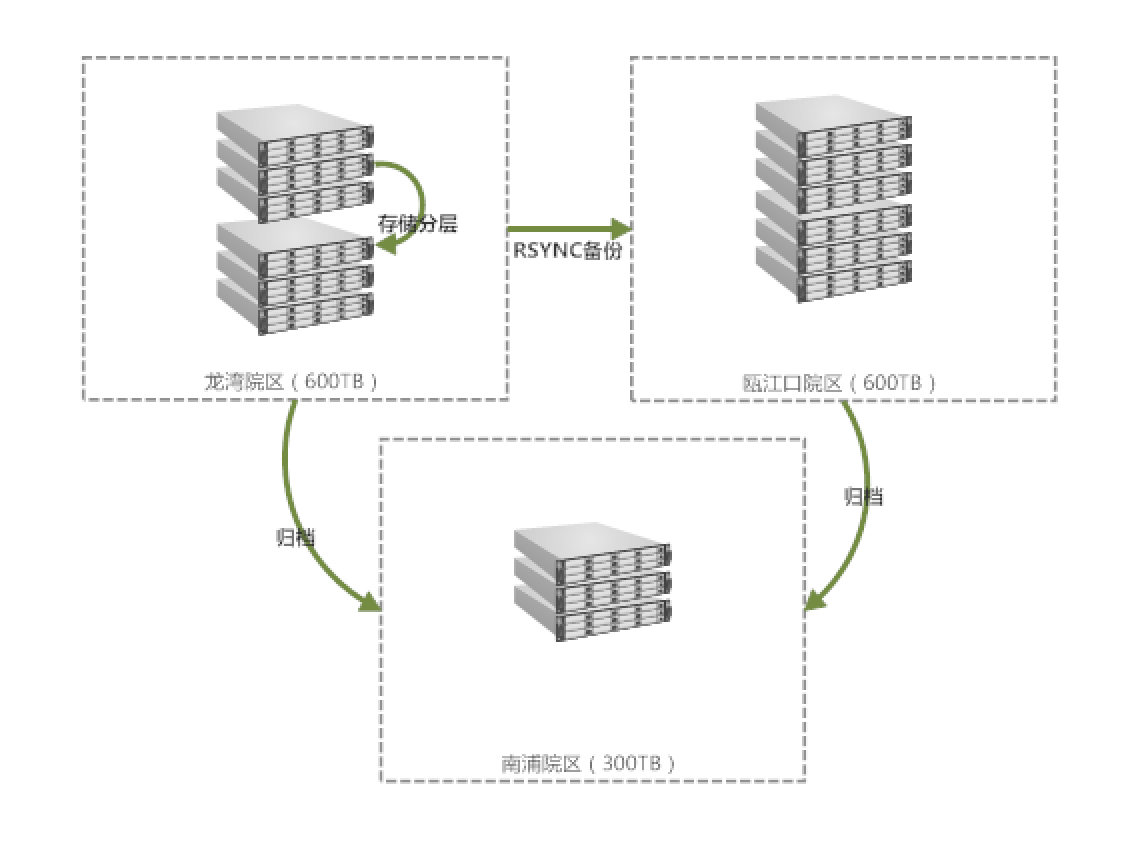 存储分层
RSYNC备份
龙湾院区（600TB）
瓯江口院区（600TB）
归档
归档
南浦院区（300TB）